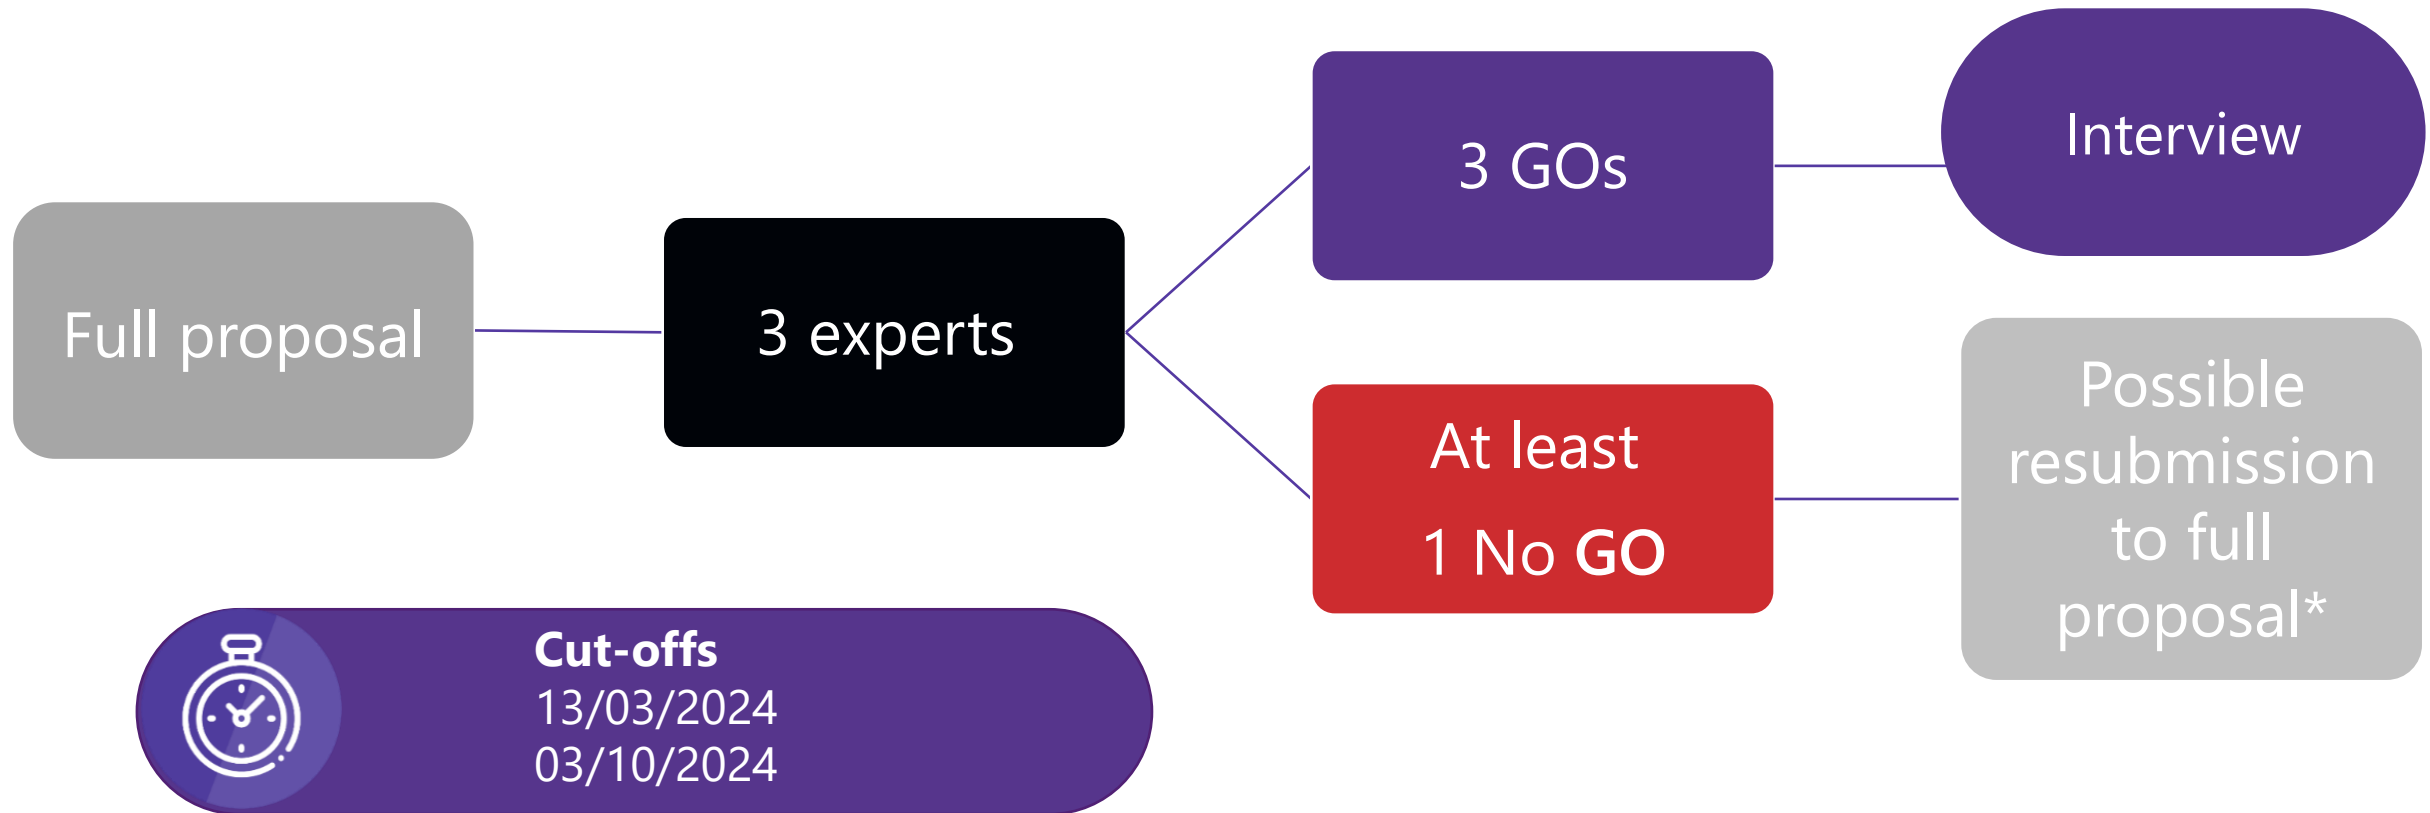 Full proposal
3 experts
3 GOs
Interview
At least
1 No GO
Possible
resubmission
to full
proposal*
Cut-offs
13/03/2024
03/10/2024